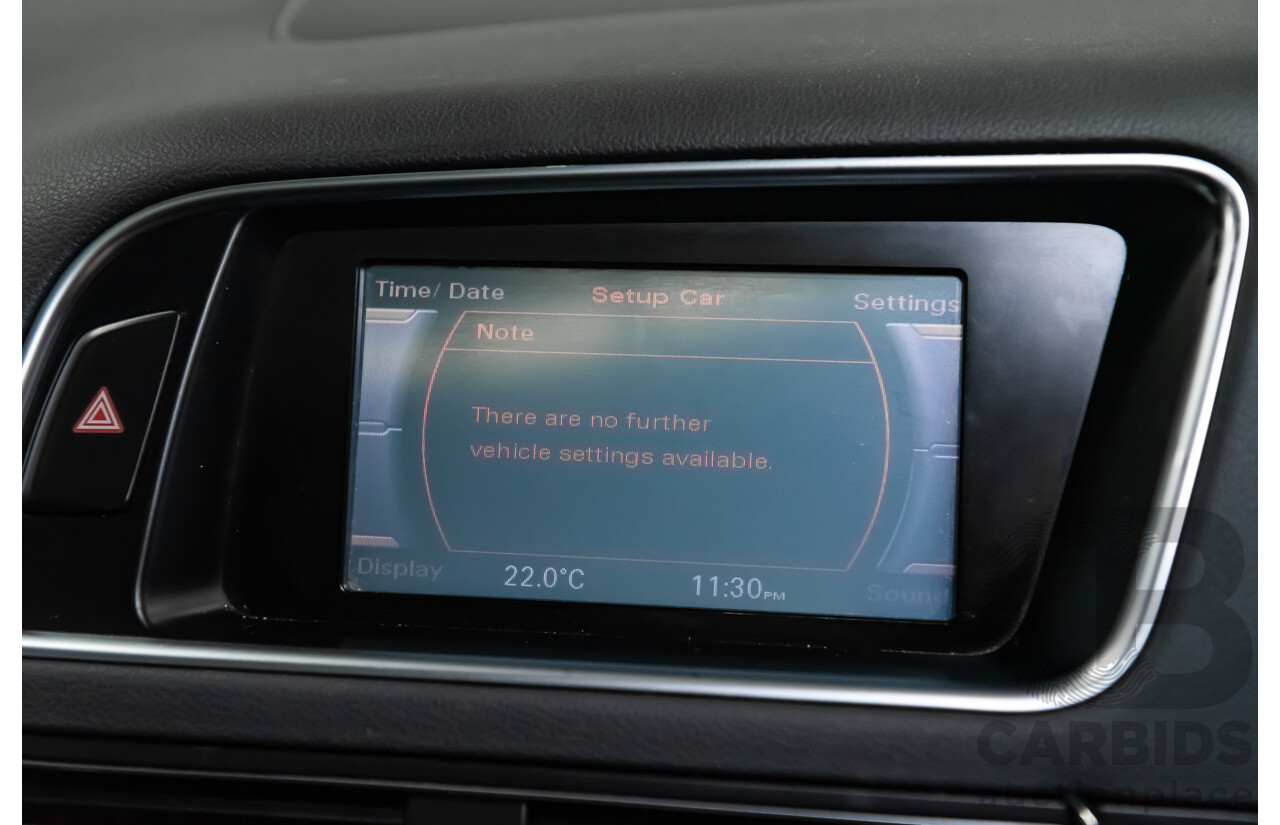 Time/ Date Setup Car Settings
Note
There are no further
vehicle settings available.
Display 22.0°C 11:30PM Sound
B
CARBIDS
auctionplace